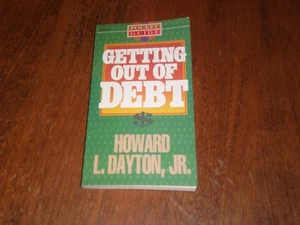 POCKET
GUIDE
GETTING
OUT OF
DEBT
HOWARD
L. DAYTON, JR.